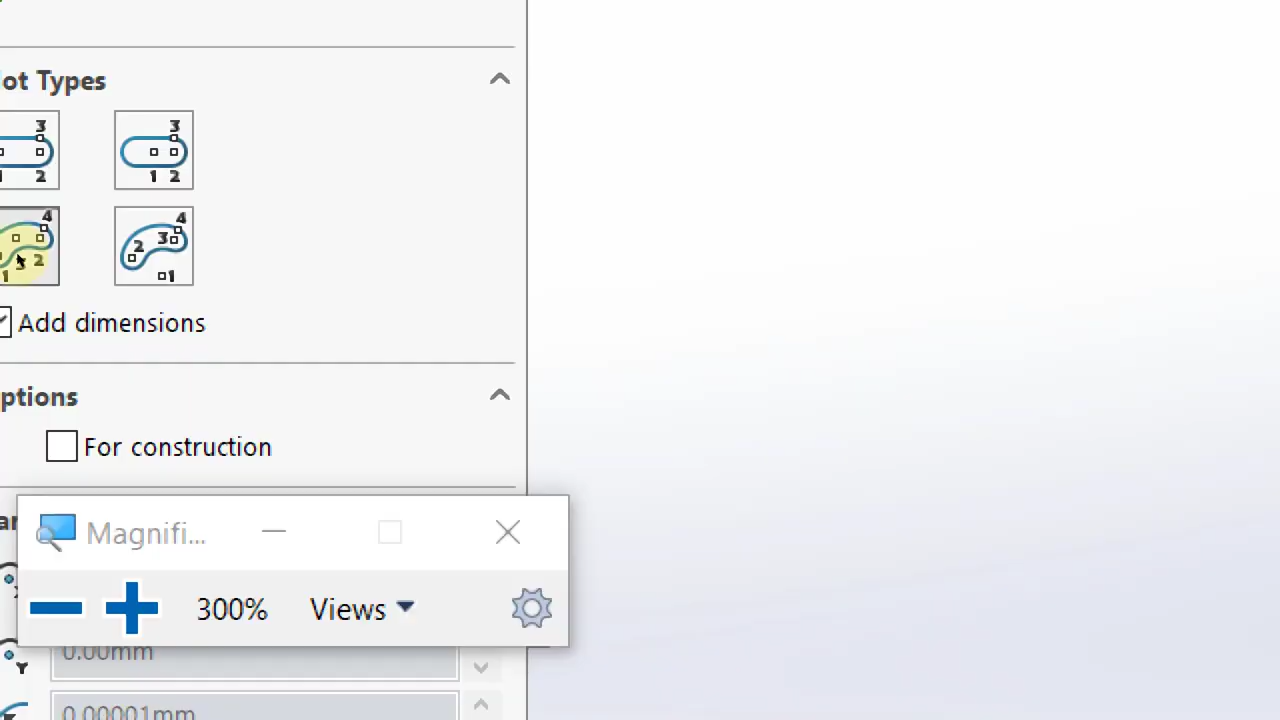 ot Types
3
3
1 2
1 2
4
4
2 3
1 3 2
1
Add dimensions
ptions
For construction
ar
Magnifi...
300% Views
0.00mm
0.00001mm